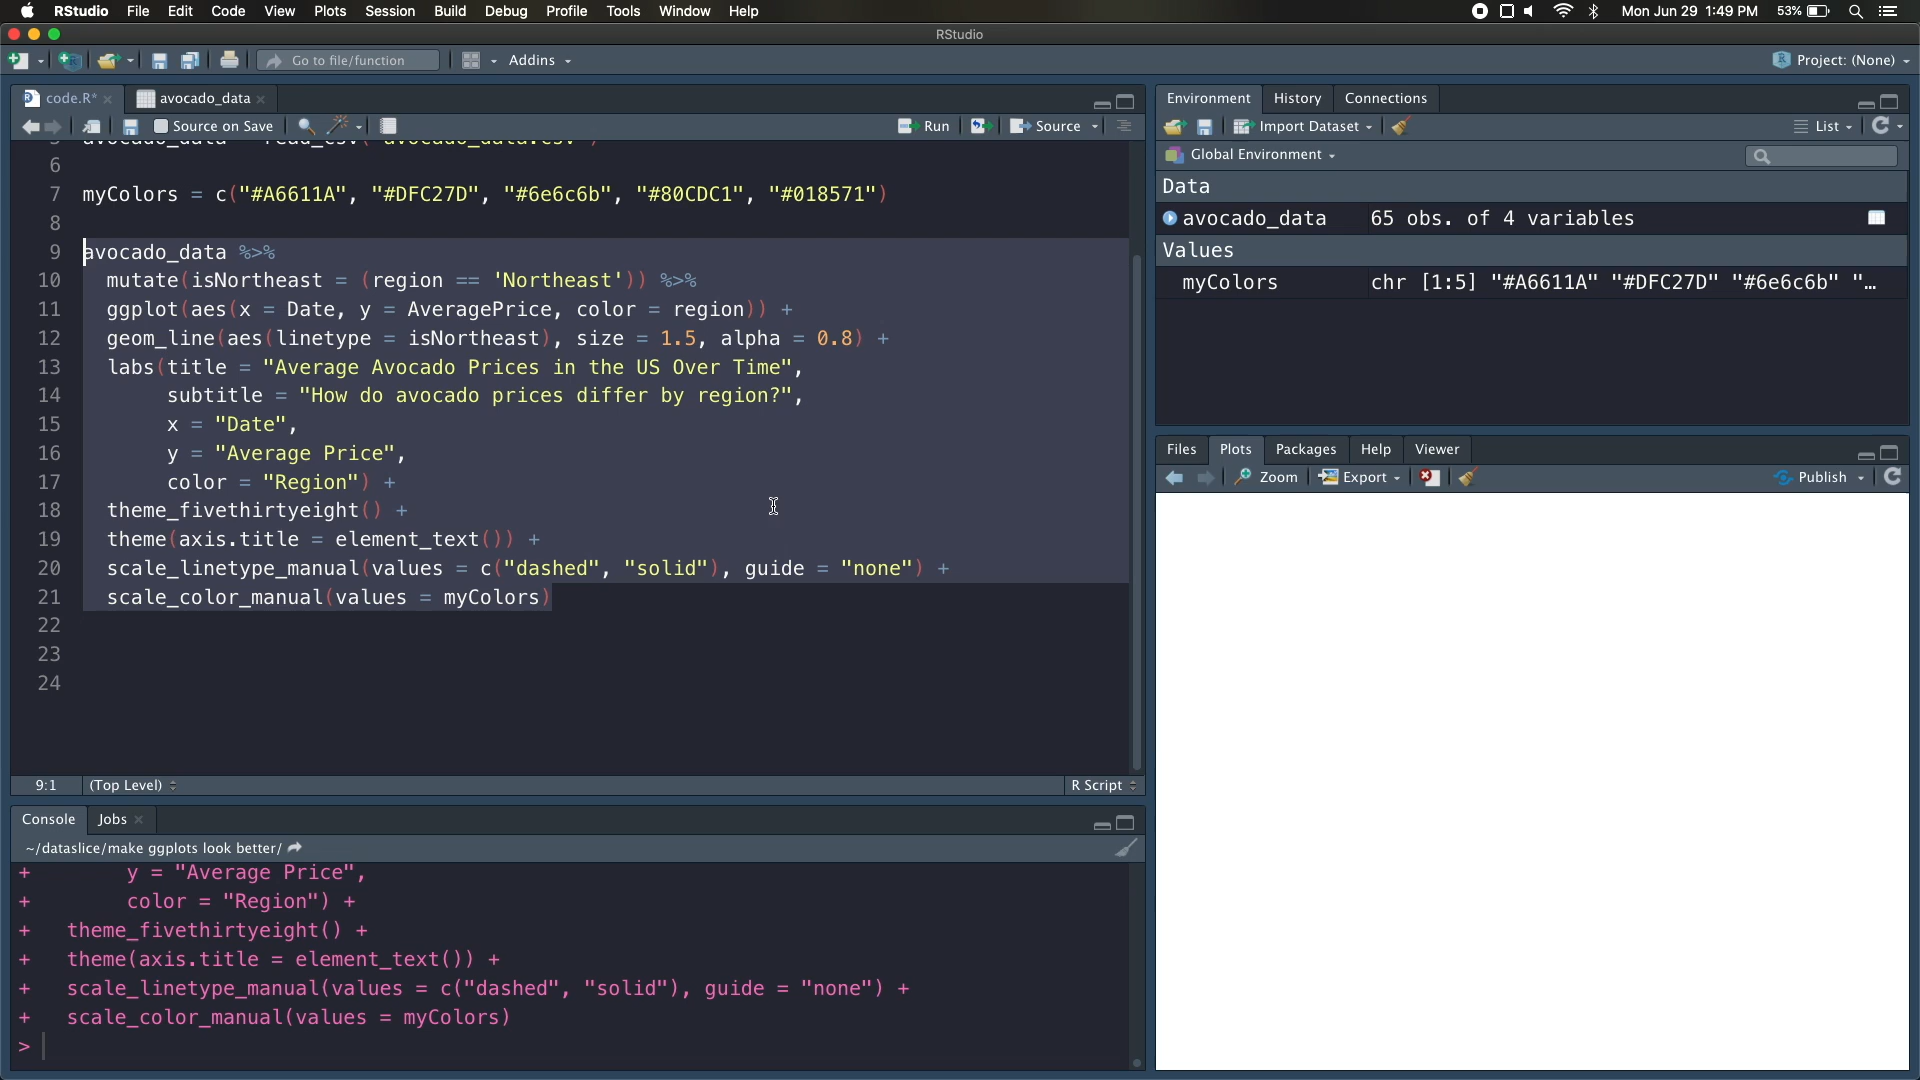 RStudio File Edit Code View Plots Session Build Debug Profile Tools Window Help Mon Jun 29 1:49 PM 53%
RStudio
Go to file/function Addins Project: (None)
code.R* avocado_data
Source on Save Run Source
6
7 myColors = c("#A6611A", "#DFC27D", "#6e6c6b", "#80CDC1", "#018571")
8
9 avocado_data %>%
10 mutate(isNortheast = (region == 'Northeast')) %>%
11 ggplot(aes(x = Date, y = AveragePrice, color = region)) +
12 geom_line(aes(linetype = isNortheast), size = 1.5, alpha = 0.8) +
13 labs(title = "Average Avocado Prices in the US Over Time",
14 subtitle = "How do avocado prices differ by region?",
15 x = "Date",
16 y = "Average Price",
17 color = "Region") +
18 theme_fivethirtyeight() +
19 theme(axis.title = element_text()) +
20 scale_linetype_manual(values = c("dashed", "solid"), guide = "none") +
21 scale_color_manual(values = myColors)
22
23
24
9:1 (Top Level) R Script
Console Jobs
~/dataslice/make ggplots look better/
+ y = "Average Price",
+ color = "Region") +
+ theme_fivethirtyeight() +
+ theme(axis.title = element_text()) +
+ scale_linetype_manual(values = c("dashed", "solid"), guide = "none") +
+ scale_color_manual(values = myColors)
>
Environment History Connections
Import Dataset List
Global Environment
Data
avocado_data 65 obs. of 4 variables
Values
myColors chr [1:5] "#A6611A" "#DFC27D" "#6e6c6b" "…
Files Plots Packages Help Viewer
Zoom Export Publish